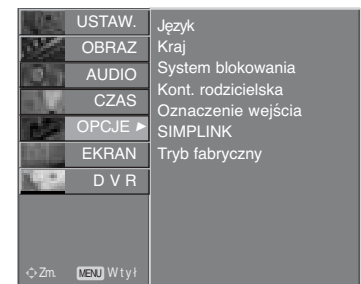 USTAW.
OBRAZ
AUDIO
CZAS
OPCJE ►
EKRAN
D V R
Język
Kraj
System blokowania
Kont. rodzicielska
Oznaczenie wejścia
SIMPLINK
Tryb fabryczny
Zm. MENU Wtył